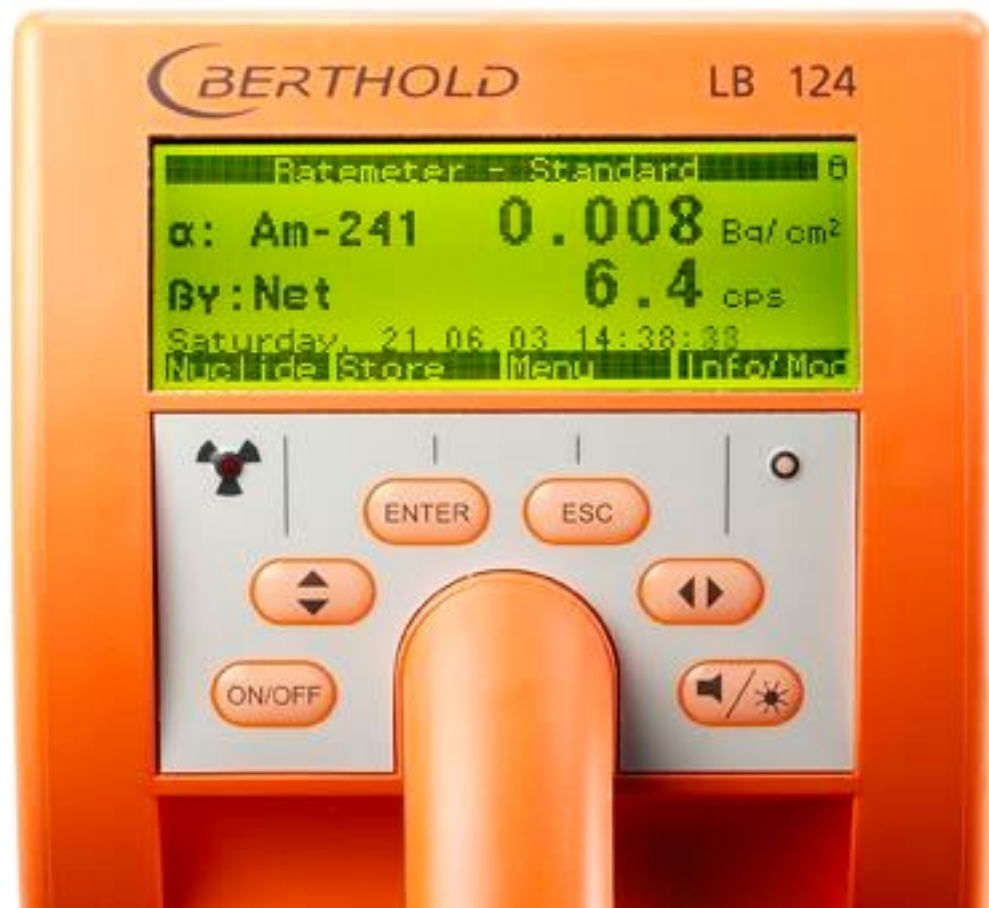 BERTHOLD LB 124
Ratemeter - Standard
α: Am-241 0.008 Bq/cm²
βγ:Net 6.4 cps
Saturday, 21.06.03 14:38:38
Nuclide Store Menu Info/Mod
ENTER ESC
ON/OFF